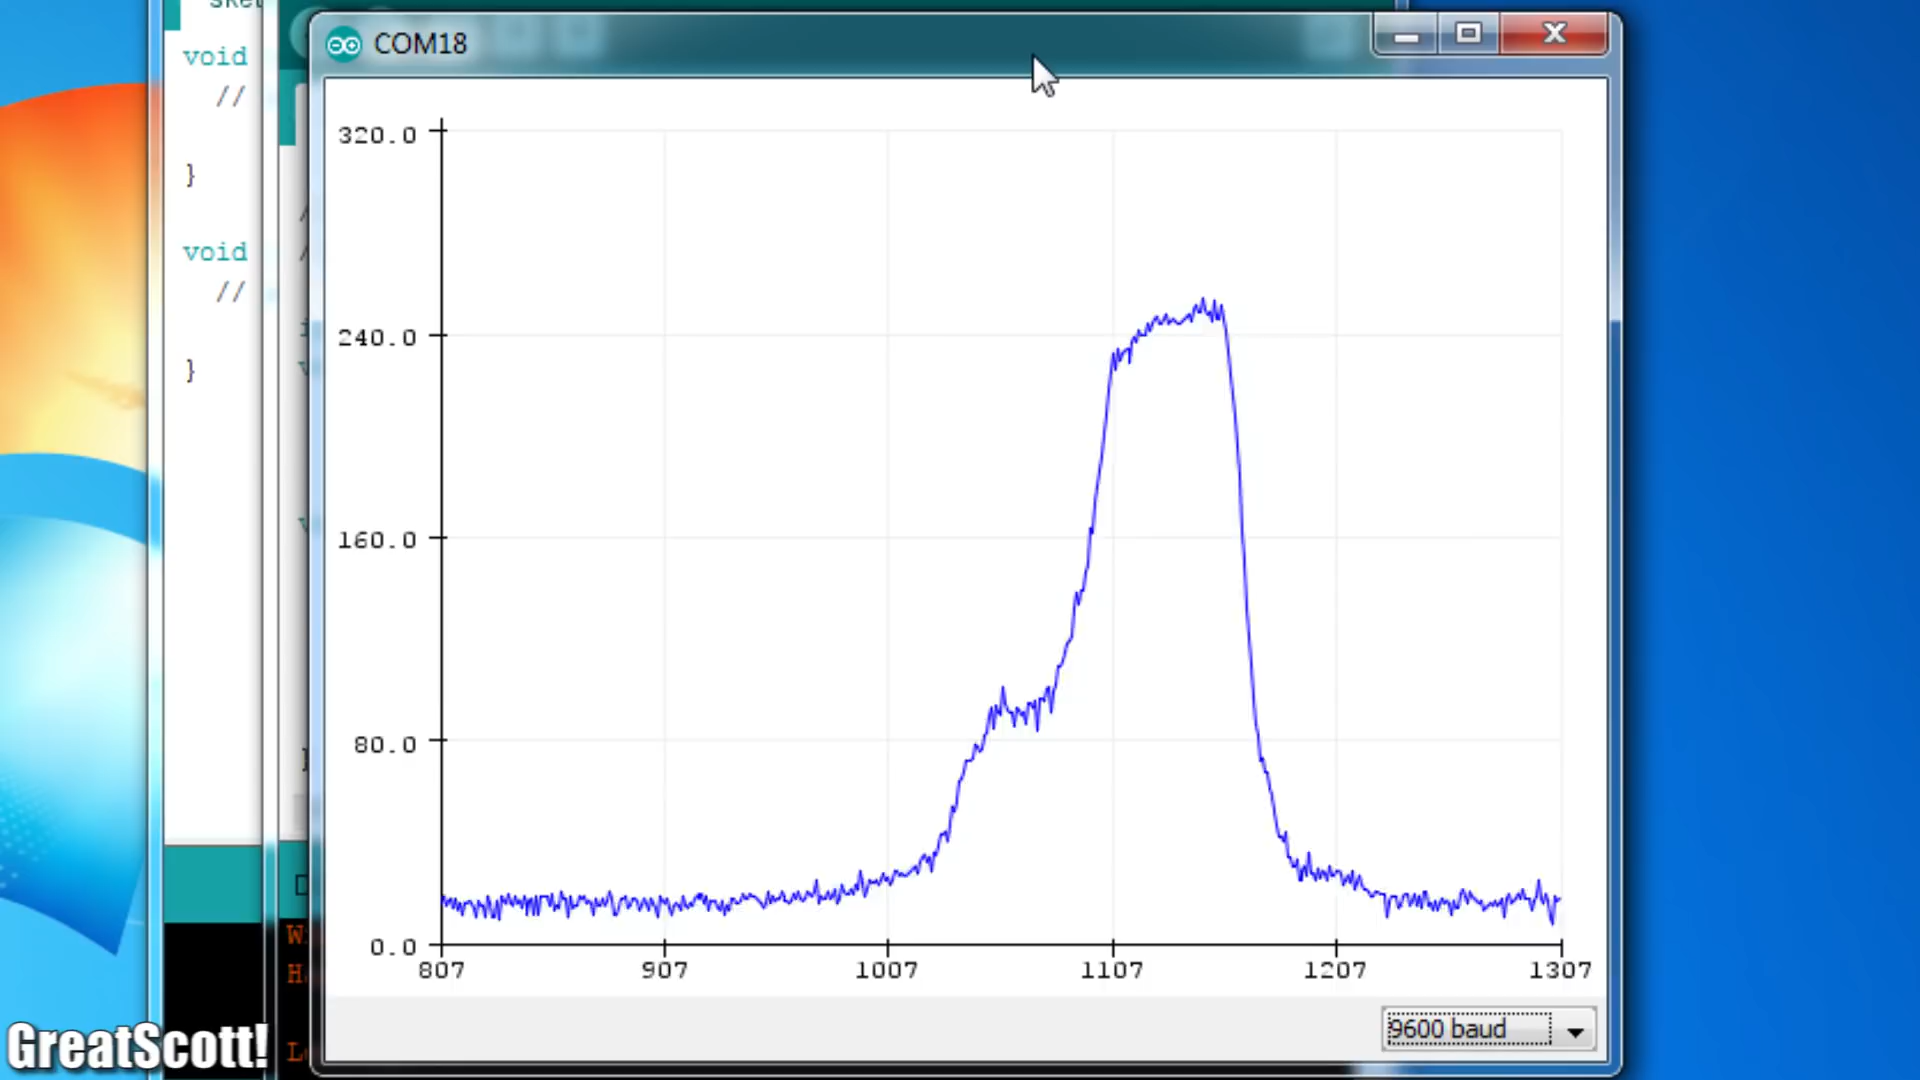 COM18
void
//
}
void
//
}
320.0
240.0
160.0
80.0
0.0
807 907 1007 1107 1207 1307
9600 baud
GreatScott!